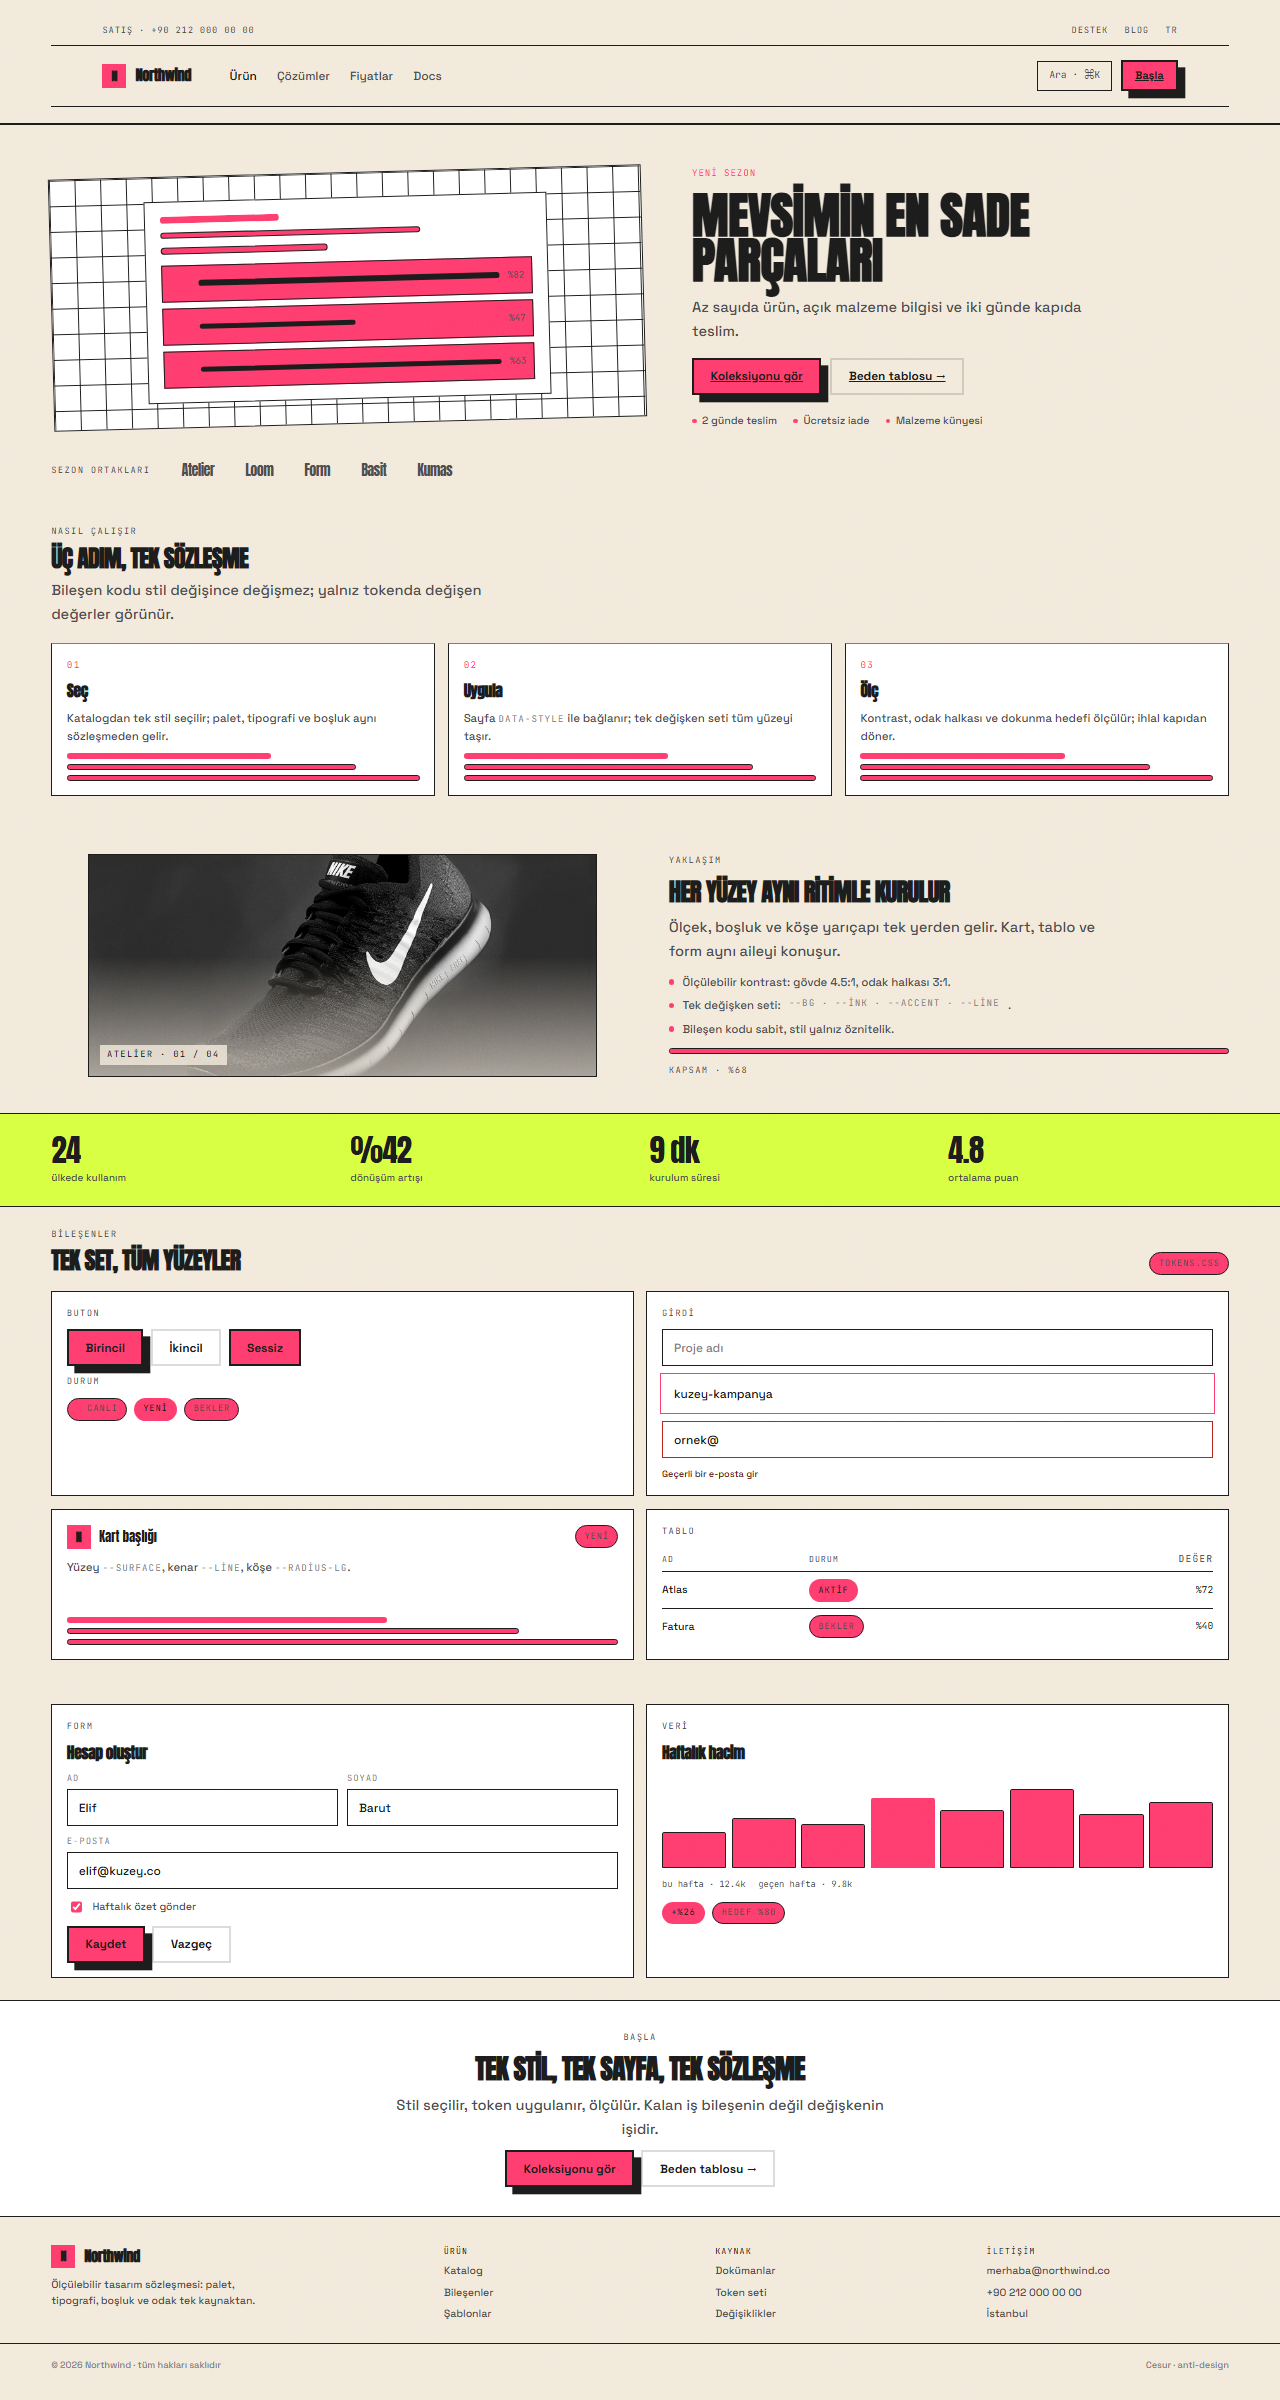 SATIŞ · +90 212 000 00 00
DESTEK BLOG TR
Northwind
Ürün Çözümler Fiyatlar Docs
Ara · ⌘K
Başla
%82
%47
%63
YENİ SEZON
MEVSİMİN EN SADE
PARÇALARI
Az sayıda ürün, açık malzeme bilgisi ve iki günde kapıda
teslim.
Koleksiyonu gör
Beden tablosu →
2 günde teslim
Ücretsiz iade
Malzeme künyesi
SEZON ORTAKLARI
Atelier Loom Form Basit Kumas
NASIL ÇALIŞIR
ÜÇ ADIM, TEK SÖZLEŞME
Bileşen kodu stil değişince değişmez; yalnız tokenda değişen
değerler görünür.
01
Seç
Katalogdan tek stil seçilir; palet, tipografi ve boşluk aynı
sözleşmeden gelir.
02
Uygula
Sayfa DATA-STYLE ile bağlanır; tek değişken seti tüm yüzeyi
taşır.
03
Ölç
Kontrast, odak halkası ve dokunma hedefi ölçülür; ihlal kapıdan
döner.
NIKE
ATELİER · 01 / 04
YAKLAŞIM
HER YÜZEY AYNI RİTİMLE KURULUR
Ölçek, boşluk ve köşe yarıçapı tek yerden gelir. Kart, tablo ve
form aynı aileyi konuşur.
Ölçülebilir kontrast: gövde 4.5:1, odak halkası 3:1.
Tek değişken seti: --BG · --İNK · --ACCENT · --LİNE .
Bileşen kodu sabit, stil yalnız öznitelik.
KAPSAM · %68
24
ülkede kullanım
%42
dönüşüm artışı
9 dk
kurulum süresi
4.8
ortalama puan
BİLEŞENLER
TEK SET, TÜM YÜZEYLER
TOKENS.CSS
BUTON
Birincil
İkincil
Sessiz
DURUM
CANLI
YENİ
BEKLER
GİRDİ
Proje adı
kuzey-kampanya
ornek@
Geçerli bir e-posta gir
Kart başlığı
YENİ
Yüzey --SURFACE, kenar --LİNE, köşe --RADİUS-LG.
TABLO
AD DURUM DEĞER
Atlas AKTİF %72
Fatura BEKLER %40
FORM
Hesap oluştur
AD
SOYAD
Elif
Barut
E-POSTA
elif@kuzey.co
Haftalık özet gönder
Kaydet
Vazgeç
VERİ
Haftalık hacim
bu hafta · 12.4k geçen hafta · 9.8k
+%26
HEDEF %80
BAŞLA
TEK STİL, TEK SAYFA, TEK SÖZLEŞME
Stil seçilir, token uygulanır, ölçülür. Kalan iş bileşenin değil değişkenin
işidir.
Koleksiyonu gör
Beden tablosu →
Northwind
Ölçülebilir tasarım sözleşmesi: palet,
tipografi, boşluk ve odak tek kaynaktan.
ÜRÜN
Katalog
Bileşenler
Şablonlar
KAYNAK
Dokümanlar
Token seti
Değişiklikler
İLETİŞİM
merhaba@northwind.co
+90 212 000 00 00
İstanbul
© 2026 Northwind · tüm hakları saklıdır
Cesur · anti-design